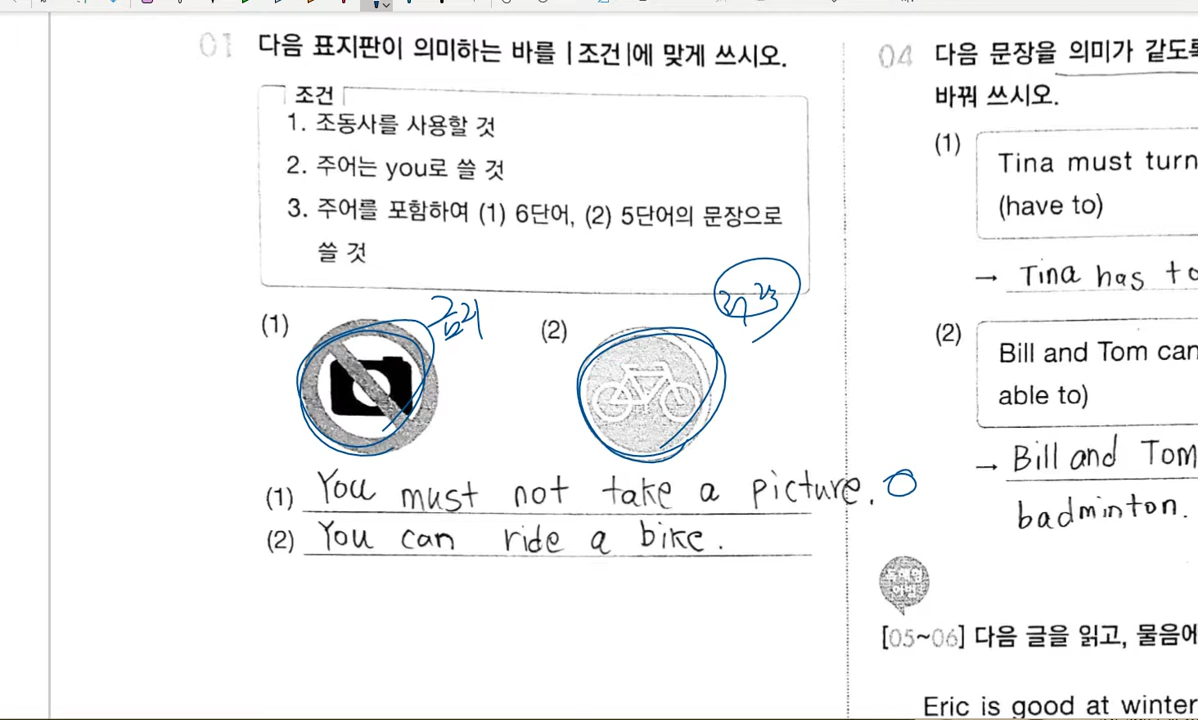 01 다음 표지판이 의미하는 바를 |조건|에 맞게 쓰시오.
조건
1. 조동사를 사용할 것
2. 주어는 you로 쓸 것
3. 주어를 포함하여 (1) 6단어, (2) 5단어의 문장으로
쓸 것
(1) 금지
(2)
(1) You must not take a picture.
(2) You can ride a bike.
04 다음 문장을 의미가 같도록
바꿔 쓰시오.
(1)
Tina must turn
(have to)
→ Tina has to
(2)
Bill and Tom can
able to)
→ Bill and Tom
badminton.
[05~06] 다음 글을 읽고, 물음에
Eric is good at winter